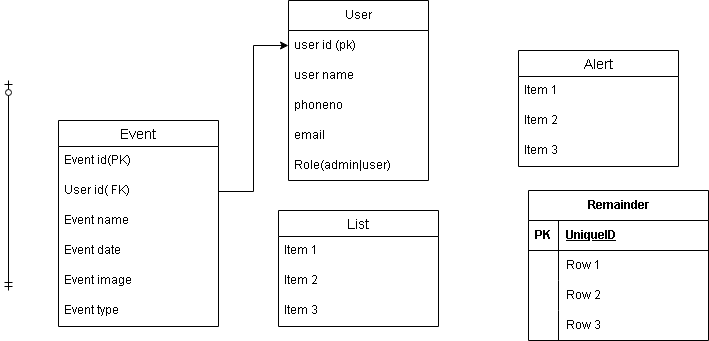 User
user id (pk)
user name
phoneno
email
Role(admin|user)
Event
Event id(PK)
User id( FK)
Event name
Event date
Event image
Event type
List
Item 1
Item 2
Item 3
Alert
Item 1
Item 2
Item 3
Remainder
PK UniqueID
Row 1
Row 2
Row 3